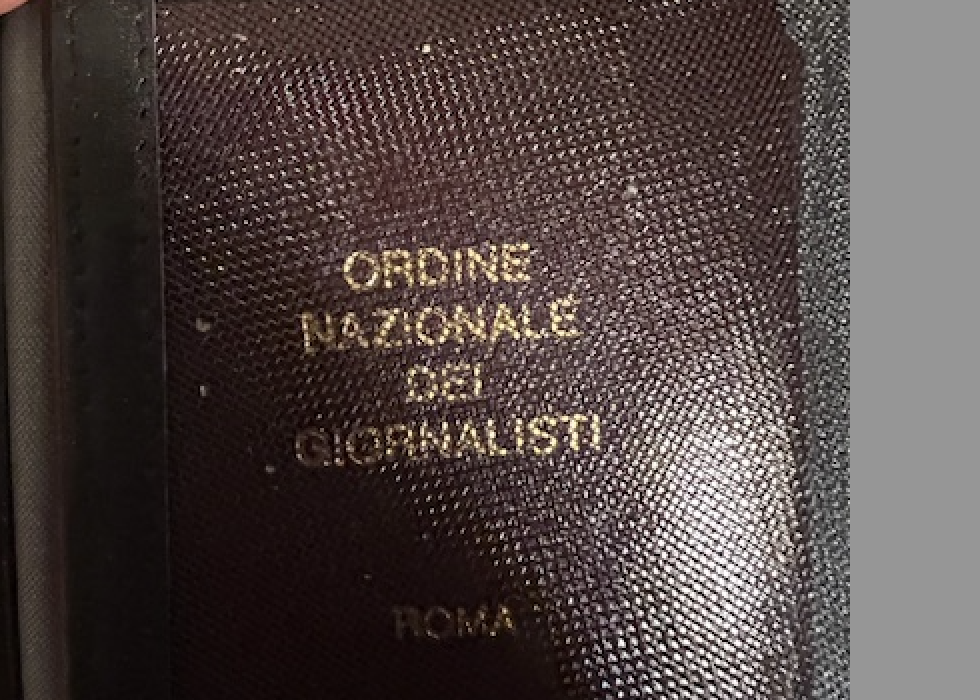 ORDINE
NAZIONALE
DEI
GIORNALISTI
ROMA